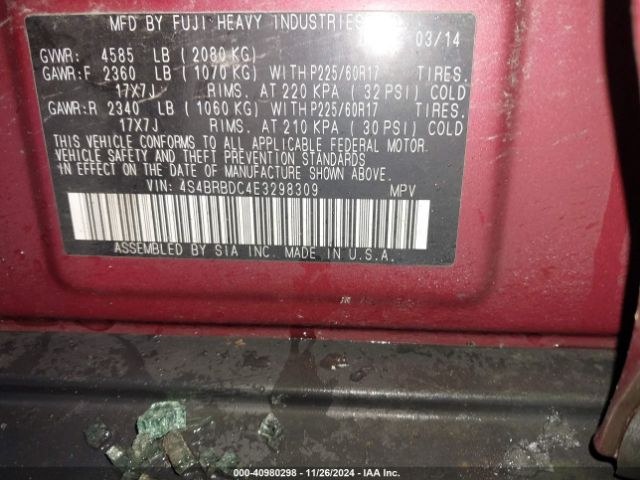 MFD BY FUJI HEAVY INDUSTRIES
03/14
GVWR: 4585 LB ( 2080 KG)
GAWR:F 2360 LB ( 1070 KG) WITH P225/60R17 TIRES.
17X7J RIMS. AT 220 KPA ( 32 PSI) COLD
GAWR:R 2340 LB ( 1060 KG) WITH P225/60R17 TIRES.
17X7J RIMS. AT 210 KPA ( 30 PSI) COLD
THIS VEHICLE CONFORMS TO ALL APPLICABLE FEDERAL MOTOR
VEHICLE SAFETY AND THEFT PREVENTION STANDARDS
IN EFFECT ON THE DATE OF MANUFACTURE SHOWN ABOVE.
VIN: 4S4BRBDC4E3298309 MPV
ASSEMBLED BY SIA INC. MADE IN U.S.A.
000-40980298 - 11/26/2024 - IAA Inc.